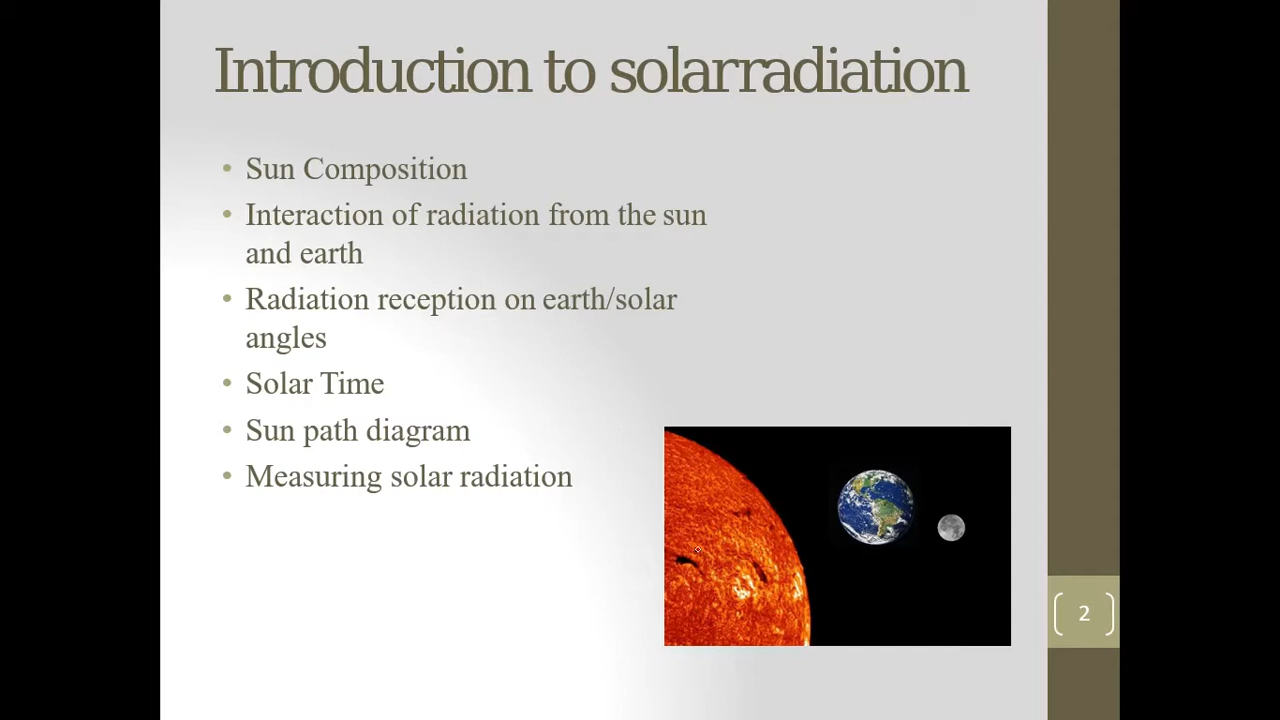 Introduction to solarradiation
• Sun Composition
• Interaction of radiation from the sun
and earth
• Radiation reception on earth/solar
angles
• Solar Time
• Sun path diagram
• Measuring solar radiation
2